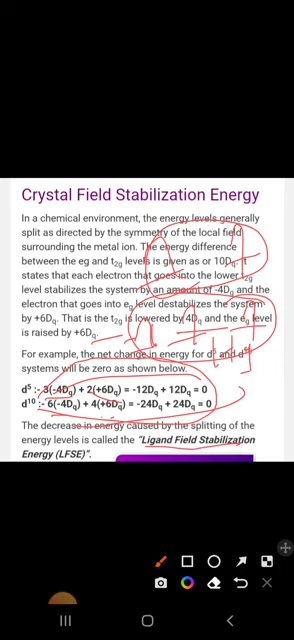 Crystal Field Stabilization Energy
In a chemical environment, the energy levels generally
split as directed by the symmetry of the local field
surrounding the metal ion. The energy difference
between the eg and t2g levels is given as or 10Dq. It
states that each electron that goes into the lower t2g
level stabilizes the system by an amount of -4Dq and the
electron that goes into eg level destabilizes the system
by +6Dq. That is the t2g is lowered by 4Dq and the eg level
is raised by +6Dq.
For example, the net change in energy for d5 and d10
systems will be zero as shown below.
d5 :- 3(-4Dq) + 2(+6Dq) = -12Dq + 12Dq = 0
d10 :- 6(-4Dq) + 4(+6Dq) = -24Dq + 24Dq = 0
The decrease in energy caused by the splitting of the
energy levels is called the "Ligand Field Stabilization
Energy (LFSE)".